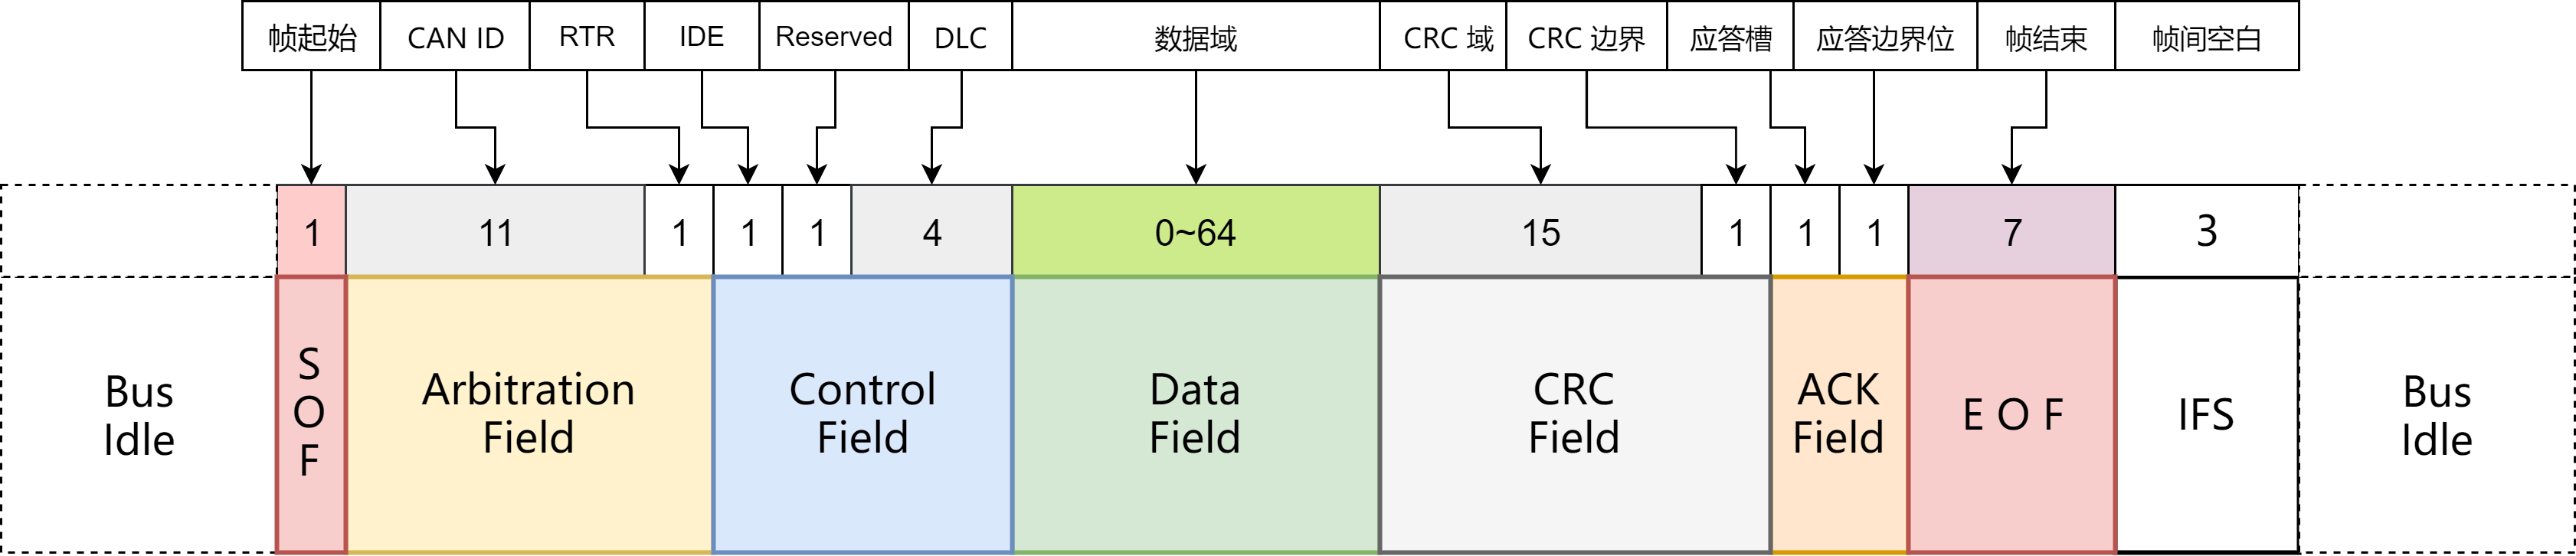 帧起始
CAN ID
RTR
IDE
Reserved
DLC
数据域
CRC 域
CRC 边界
应答槽
应答边界位
帧结束
帧间空白
1
11
1
1
1
4
0~64
15
1
1
1
7
3
Bus
Idle
S
O
F
Arbitration
Field
Control
Field
Data
Field
CRC
Field
ACK
Field
E O F
IFS
Bus
Idle